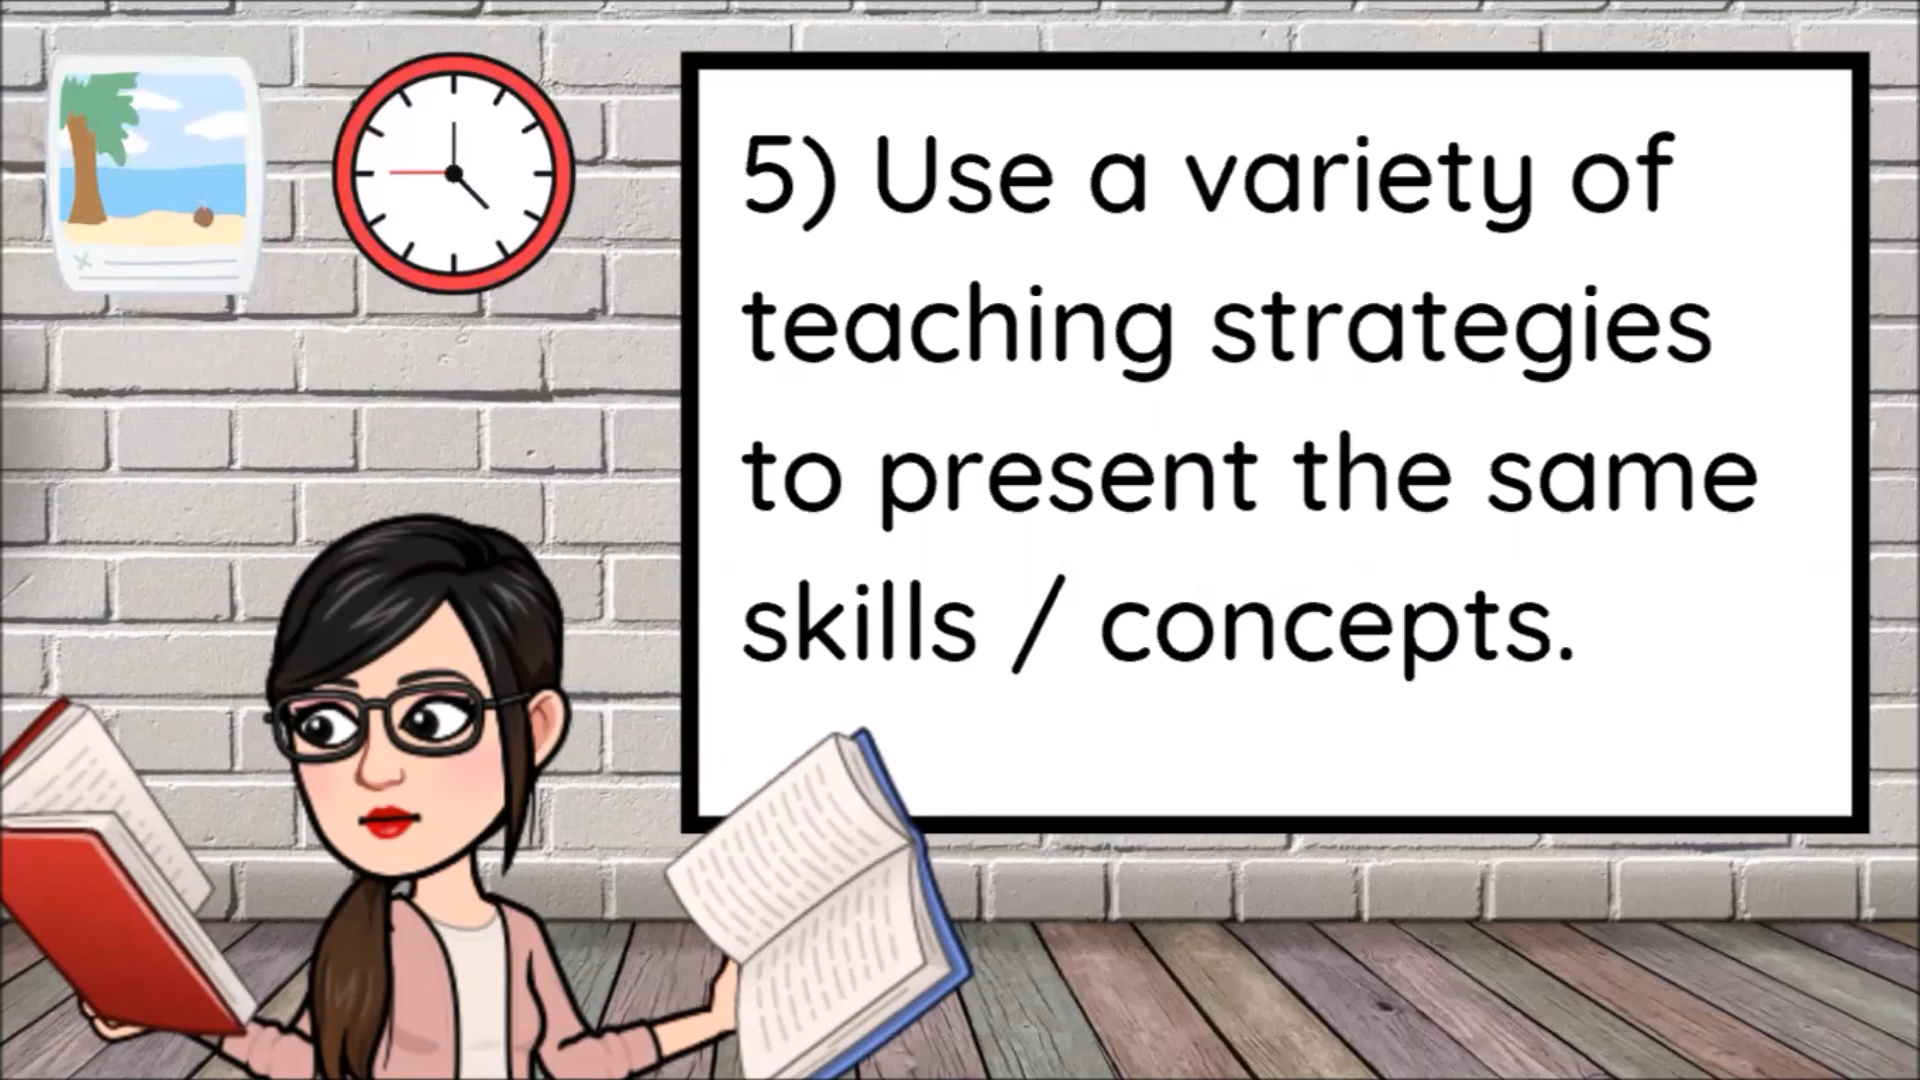 5) Use a variety of
teaching strategies
to present the same
skills / concepts.